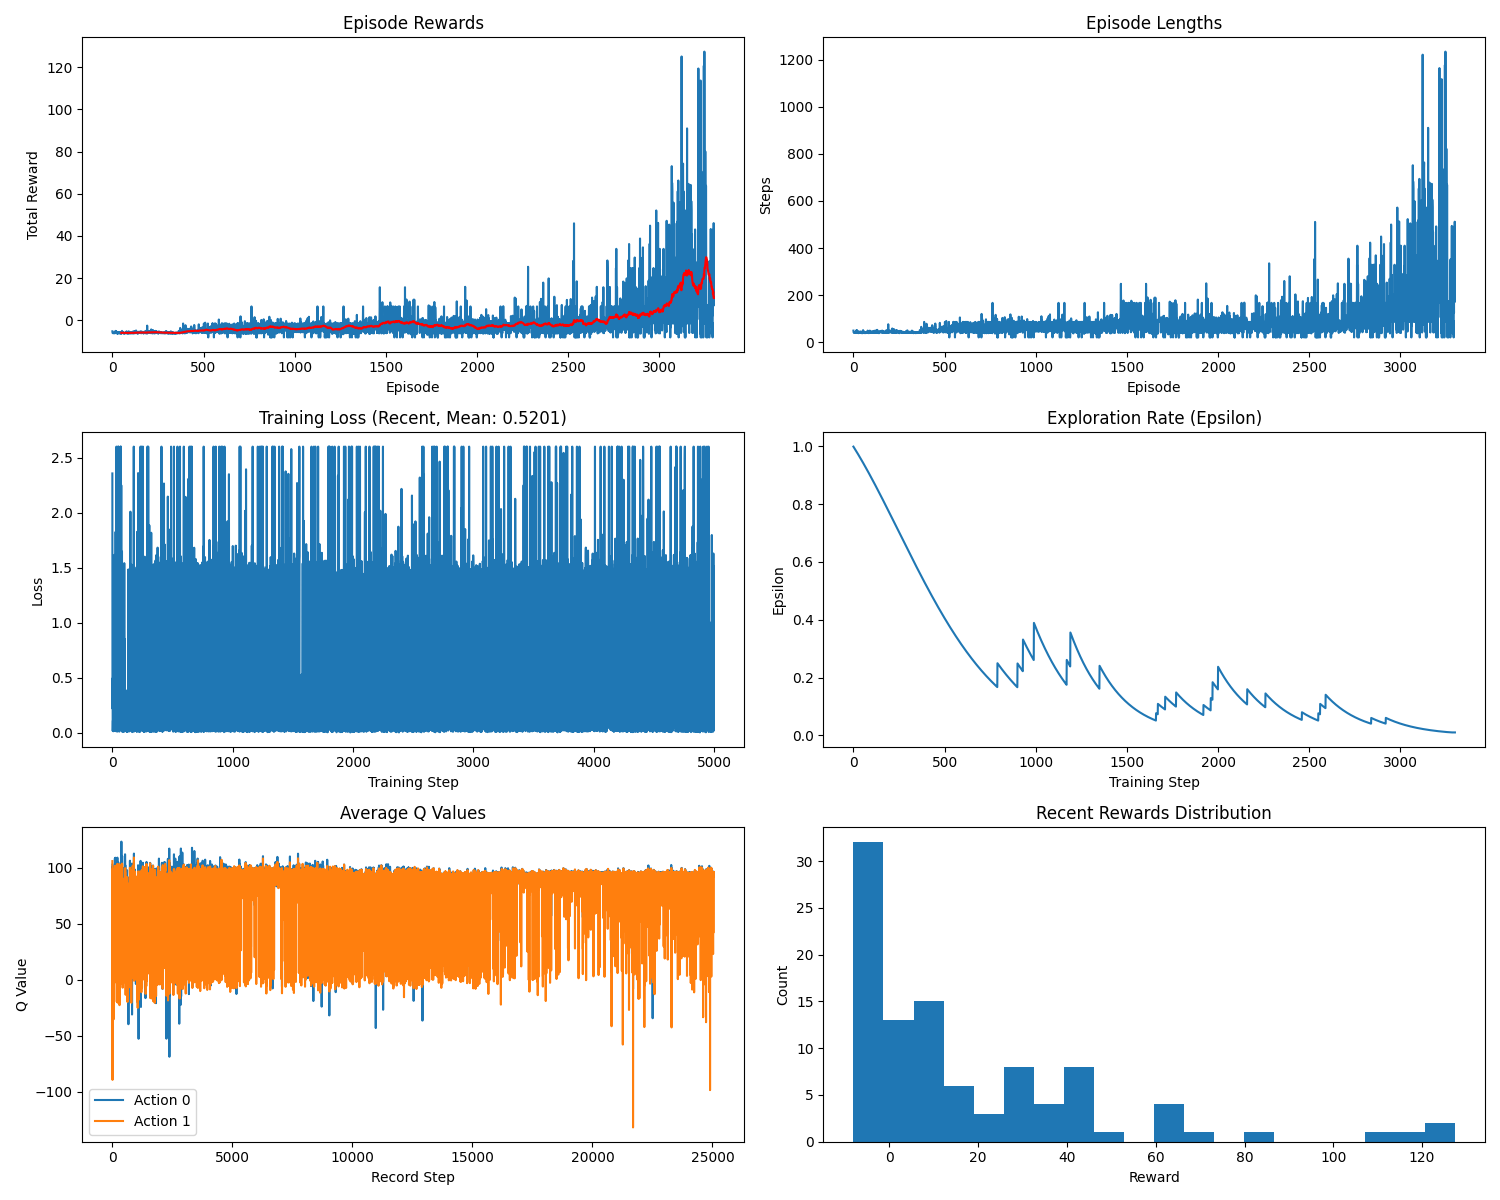 Episode Rewards
Total Reward
120
100
80
60
40
20
0
0 500 1000 1500 2000 2500 3000
Episode
Episode Lengths
Steps
1200
1000
800
600
400
200
0
0 500 1000 1500 2000 2500 3000
Episode
Training Loss (Recent, Mean: 0.5201)
Loss
2.5
2.0
1.5
1.0
0.5
0.0
0 1000 2000 3000 4000 5000
Training Step
Exploration Rate (Epsilon)
Epsilon
1.0
0.8
0.6
0.4
0.2
0.0
0 500 1000 1500 2000 2500 3000
Training Step
Average Q Values
Q Value
100
50
0
−50
−100
Action 0
Action 1
0 5000 10000 15000 20000 25000
Record Step
Recent Rewards Distribution
Count
30
25
20
15
10
5
0
0 20 40 60 80 100 120
Reward